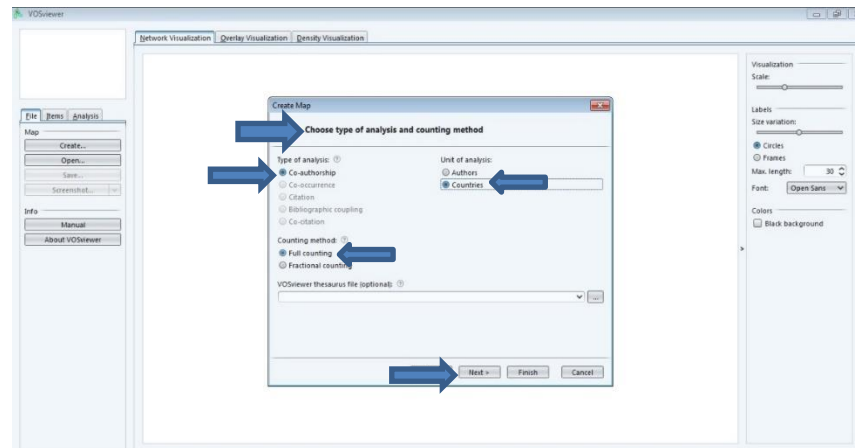 VOSviewer
Network Visualization Overlay Visualization Density Visualization
File Items Analysis
Map
Create...
Open...
Save...
Screenshot...
Info
Manual
About VOSviewer
Create Map
Choose type of analysis and counting method
Type of analysis: ?
Co-authorship
Co-occurrence
Citation
Bibliographic coupling
Co-citation
Unit of analysis:
Authors
Countries
Counting method: ?
Full counting
Fractional counting
VOSviewer thesaurus file (optional): ?
...
Next > Finish Cancel
Visualization
Scale:
Labels
Size variation:
Circles
Frames
Max. length: 30
Font: Open Sans
Colors
Black background
>